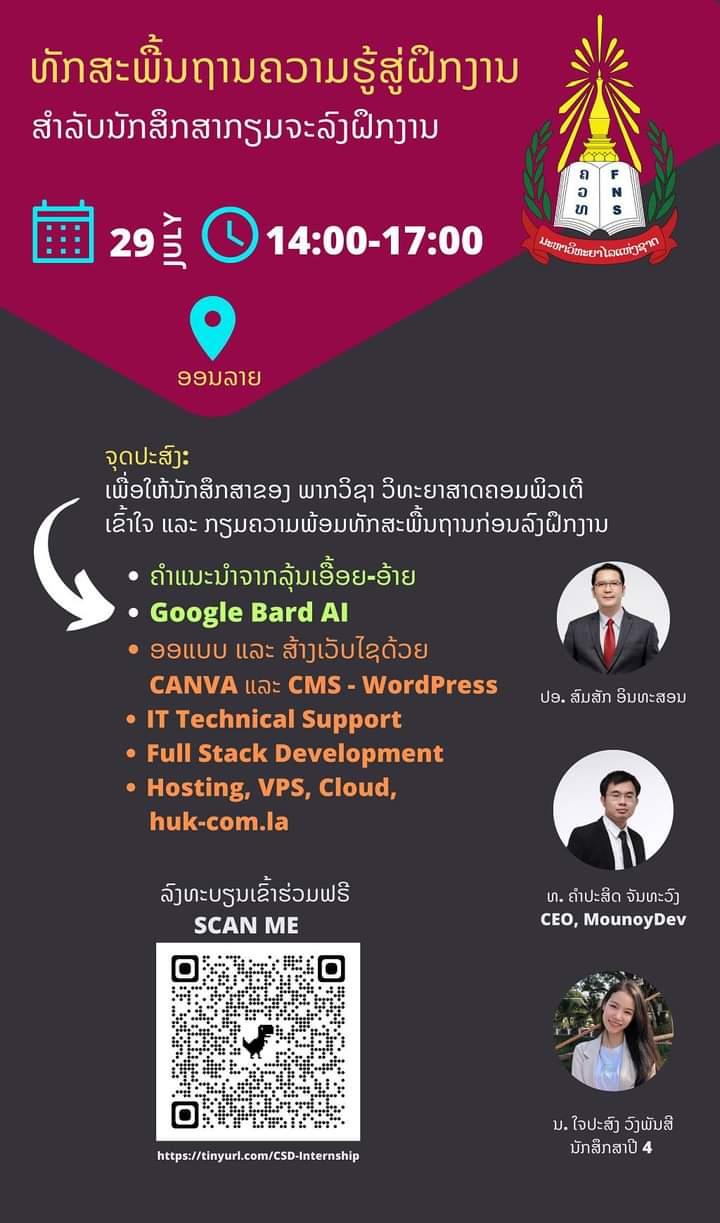 ທັກສະພື້ນຖານຄວາມຮູ້ສູ່ຝຶກງານ
ສຳລັບນັກສຶກສາກຽມຈະລົງຝຶກງານ
ຄວທ
FNS
ມະຫາວິທະຍາໄລແຫ່ງຊາດ
29 JULY
14:00-17:00
ອອນລາຍ
ຈຸດປະສົງ:
ເພື່ອໃຫ້ນັກສຶກສາຂອງ ພາກວິຊາ ວິທະຍາສາດຄອມພິວເຕີ
ເຂົ້າໃຈ ແລະ ກຽມຄວາມພ້ອມທັກສະພື້ນຖານກ່ອນລົງຝຶກງານ
• ຄຳແນະນຳຈາກລຸ້ນເອື້ອຍ-ອ້າຍ
• Google Bard AI
• ອອແບບ ແລະ ສ້າງເວັບໄຊດ້ວຍ
CANVA ແລະ CMS - WordPress
• IT Technical Support
• Full Stack Development
• Hosting, VPS, Cloud,
huk-com.la
ປອ. ສົມສັກ ອິນທະສອນ
ທ. ຄຳປະສິດ ຈັນທະວົງ
CEO, MounoyDev
ນ. ໃຈປະສົງ ວົງພັນສີ
ນັກສຶກສາປີ 4
ລົງທະບຽນເຂົ້າຮ່ວມຟຣີ
SCAN ME
https://tinyurl.com/CSD-Internship